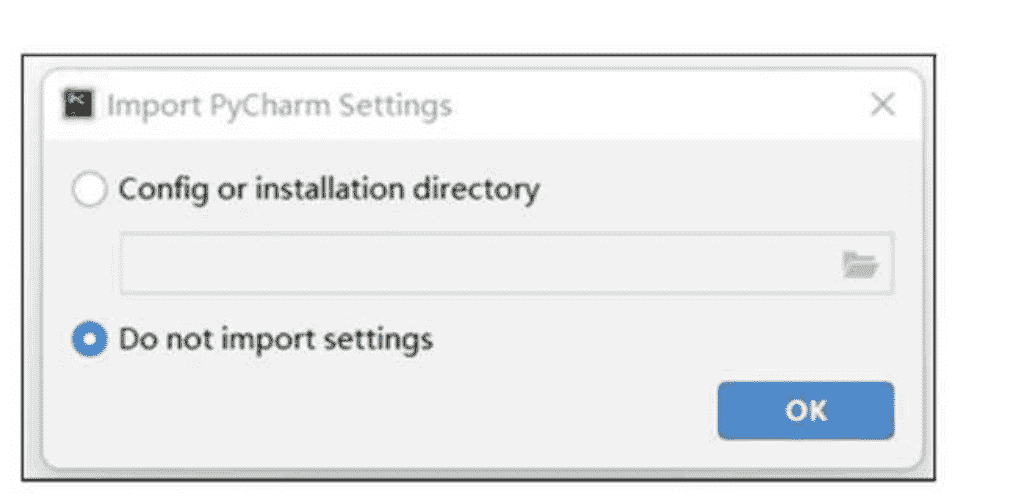 Import PyCharm Settings
Config or installation directory
Do not import settings
OK